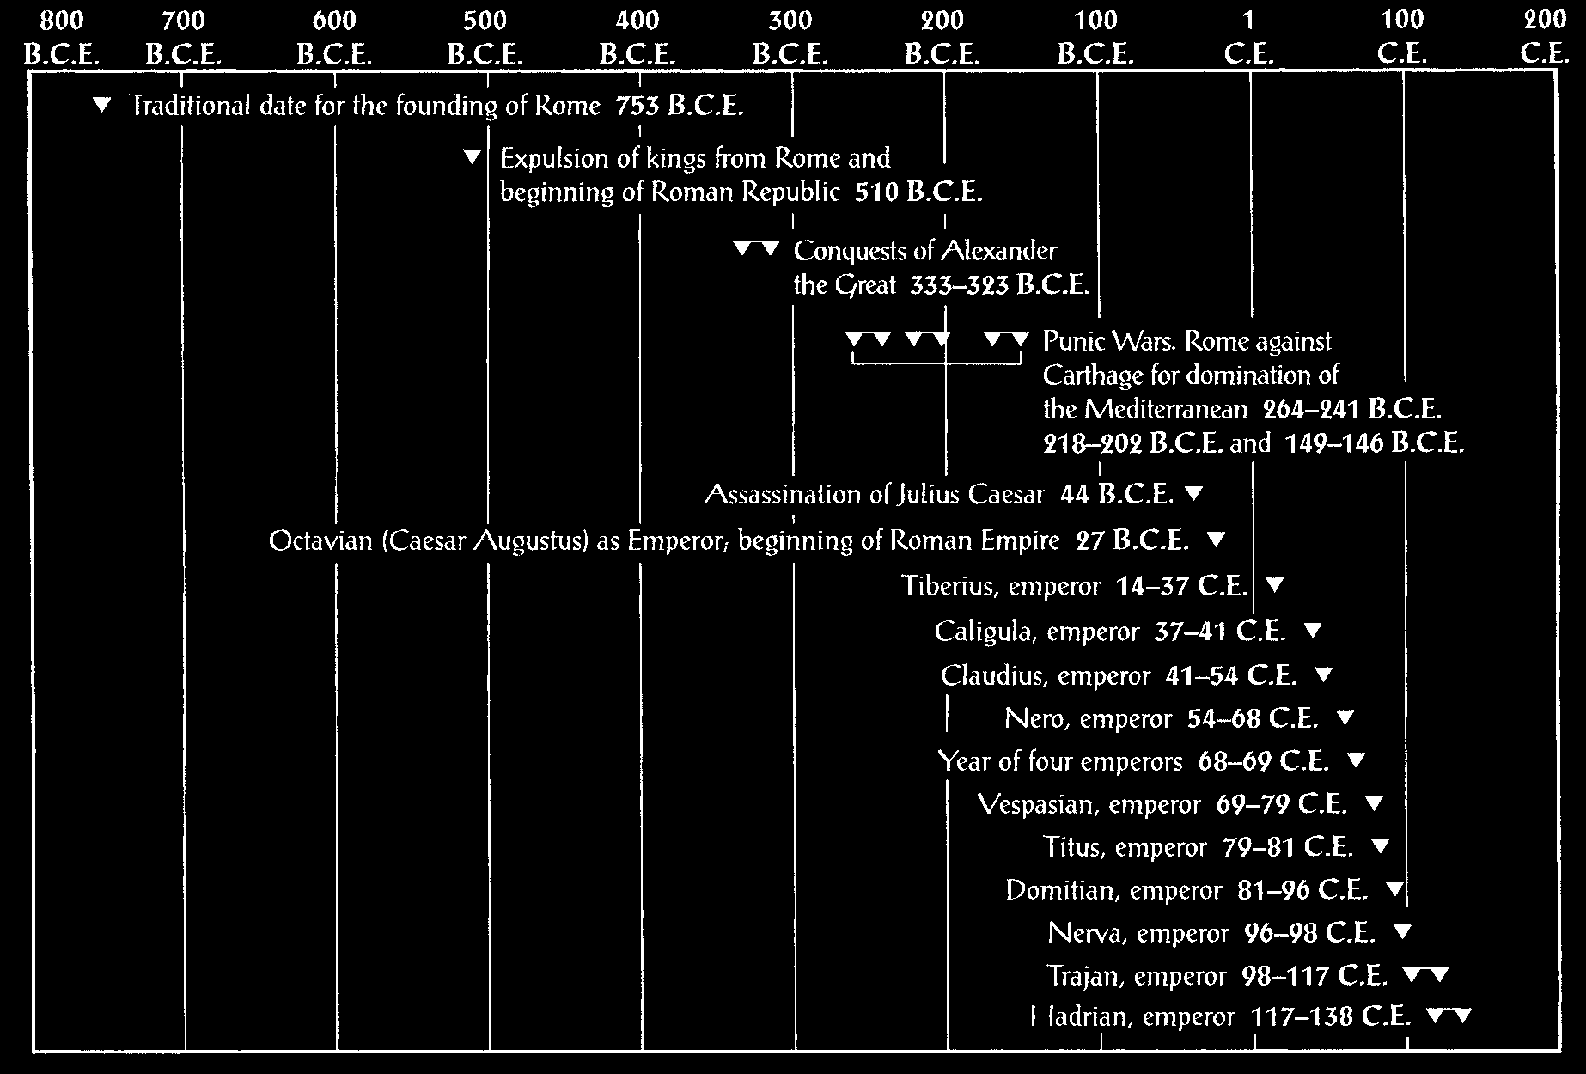 800 700 600 500 400 300 200 100 1 100 200
B.C.E. B.C.E. B.C.E. B.C.E. B.C.E. B.C.E. B.C.E. B.C.E. C.E. C.E. C.E.
Traditional date for the founding of Rome 753 B.C.E.
Expulsion of kings from Rome and
beginning of Roman Republic 510 B.C.E.
Conquests of Alexander
the Great 333–323 B.C.E.
Punic Wars. Rome against
Carthage for domination of
the Mediterranean 264–241 B.C.E.
218–202 B.C.E. and 149–146 B.C.E.
Assassination of Julius Caesar 44 B.C.E.
Octavian (Caesar Augustus) as Emperor; beginning of Roman Empire 27 B.C.E.
Tiberius, emperor 14–37 C.E.
Caligula, emperor 37–41 C.E.
Claudius, emperor 41–54 C.E.
Nero, emperor 54–68 C.E.
Year of four emperors 68–69 C.E.
Vespasian, emperor 69–79 C.E.
Titus, emperor 79–81 C.E.
Domitian, emperor 81–96 C.E.
Nerva, emperor 96–98 C.E.
Trajan, emperor 98–117 C.E.
Hadrian, emperor 117–138 C.E.